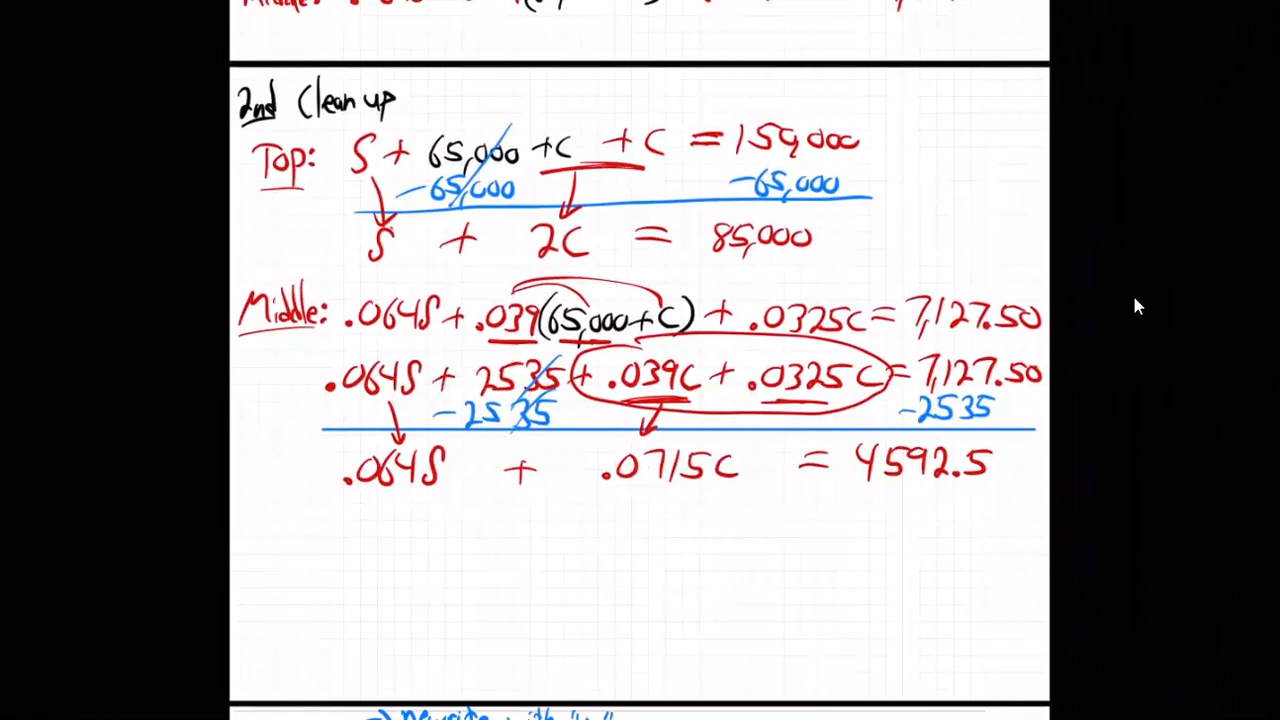 2nd Clean up
Top: S + 65,000 + C + C = 150,000
-65,000 -65,000
S + 2C = 85,000
Middle: .064S + .039(65,000+C) + .0325C = 7,127.50
.064S + 2535 + .039C + .0325C = 7,127.50
-2535 -2535
.064S + .0715C = 4592.5